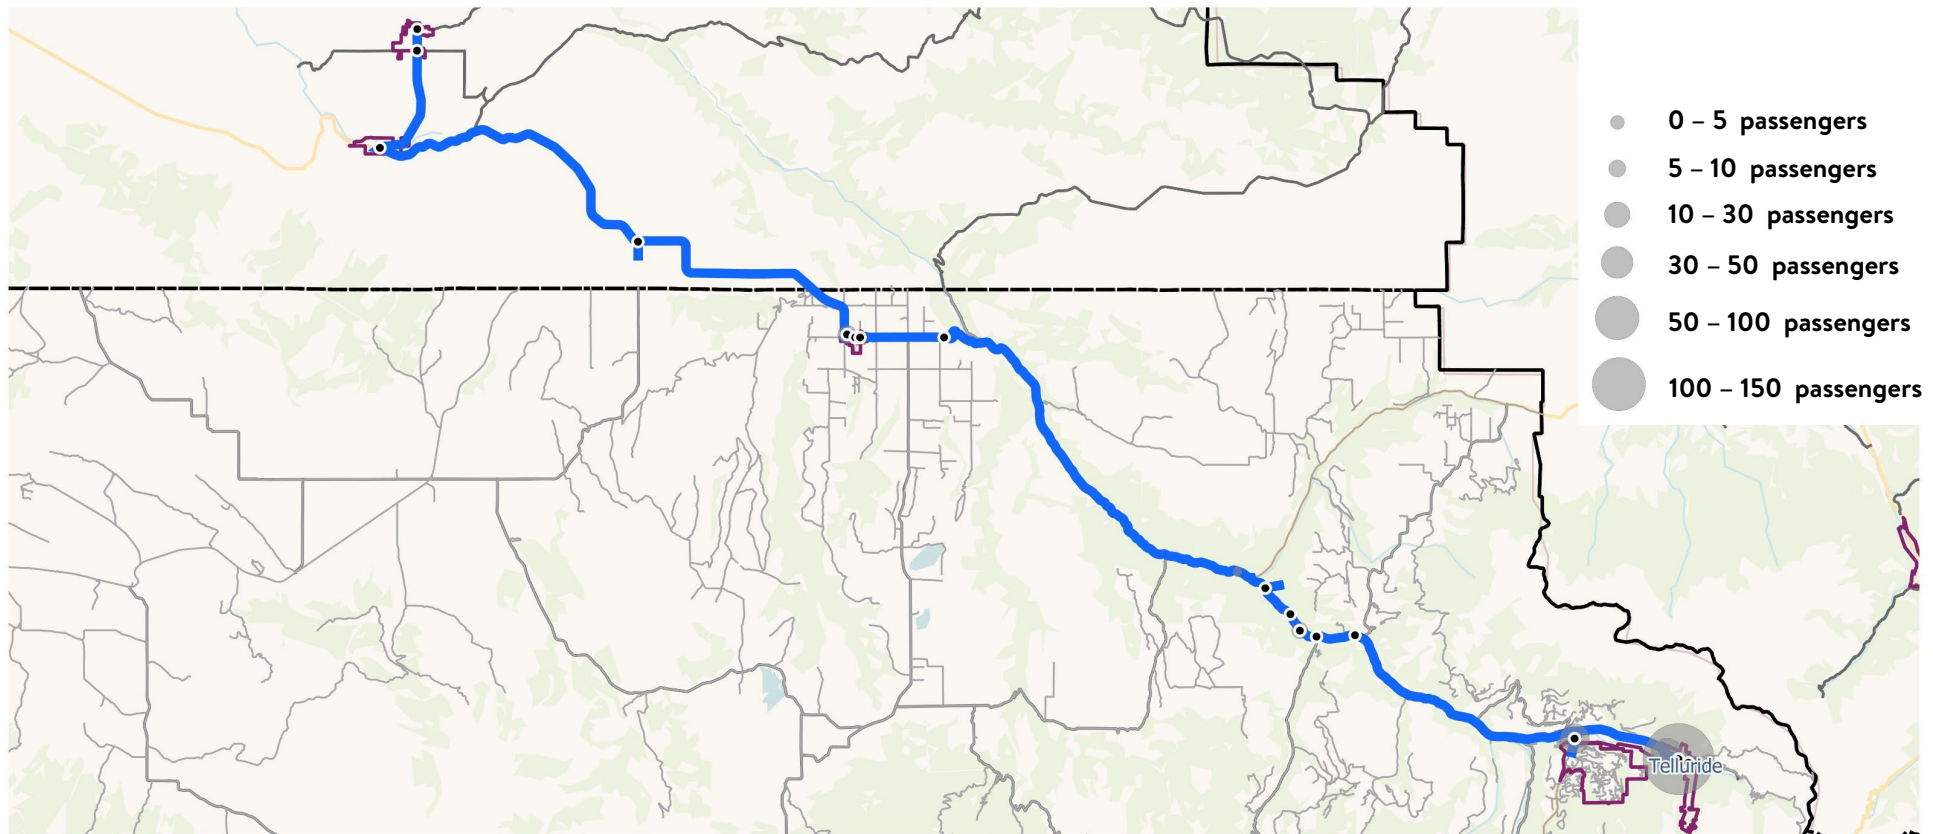 0 – 5 passengers
5 – 10 passengers
10 – 30 passengers
30 – 50 passengers
50 – 100 passengers
100 – 150 passengers
Telluride